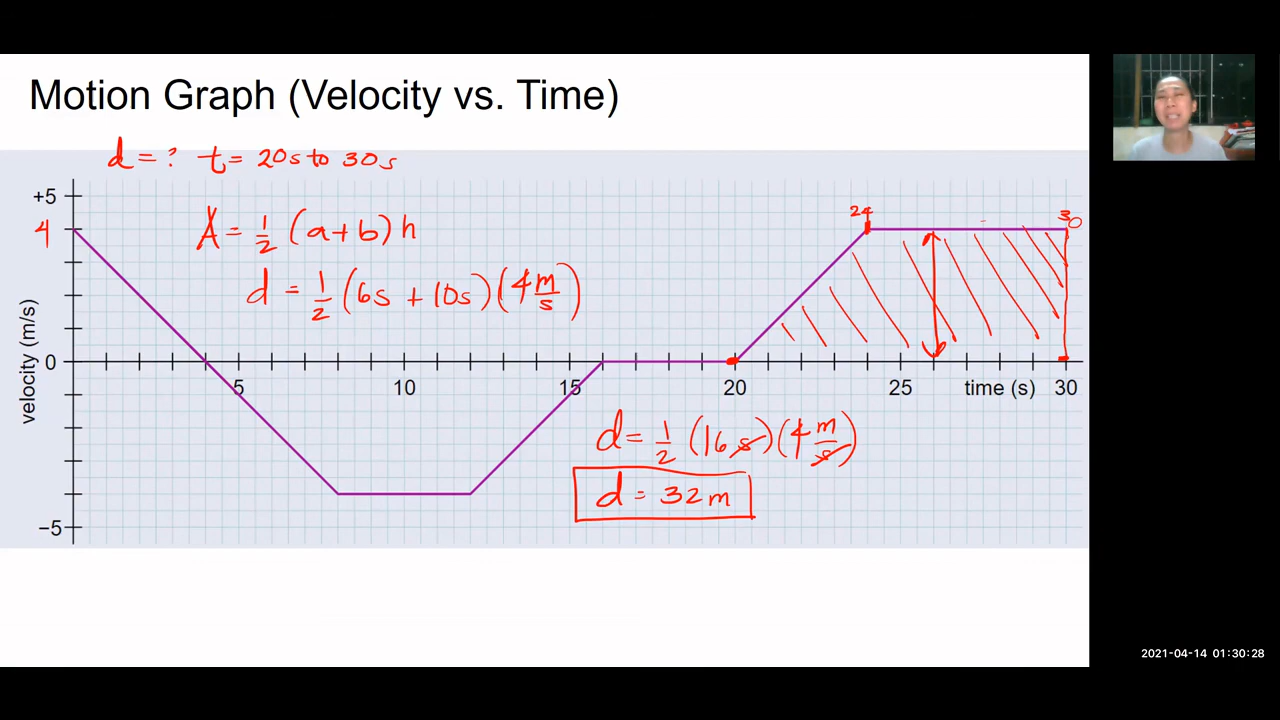 Motion Graph (Velocity vs. Time)
d = ? t = 20s to 30s
+5
4
A = 1/2 (a+b) h
d = 1/2 (6s + 10s)(4 m/s)
24
30
velocity (m/s)
0
5
10
15
20
25
time (s)
30
d = 1/2 (16 s)(4 m/s)
d = 32 m
−5
2021-04-14 01:30:28